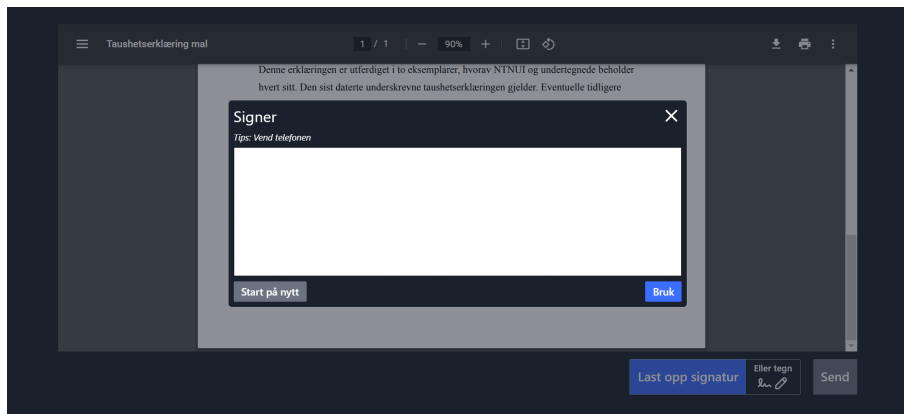 Taushetserklæring mal
1 / 1
90%
Denne erklæringen er utferdiget i to eksemplarer, hvorav NTNUI og undertegnede beholder
hvert sitt. Den sist daterte underskrevne taushetserklæringen gjelder. Eventuelle tidligere
Signer
Tips: Vend telefonen
Start på nytt
Bruk
Last opp signatur
Eller tegn
Send